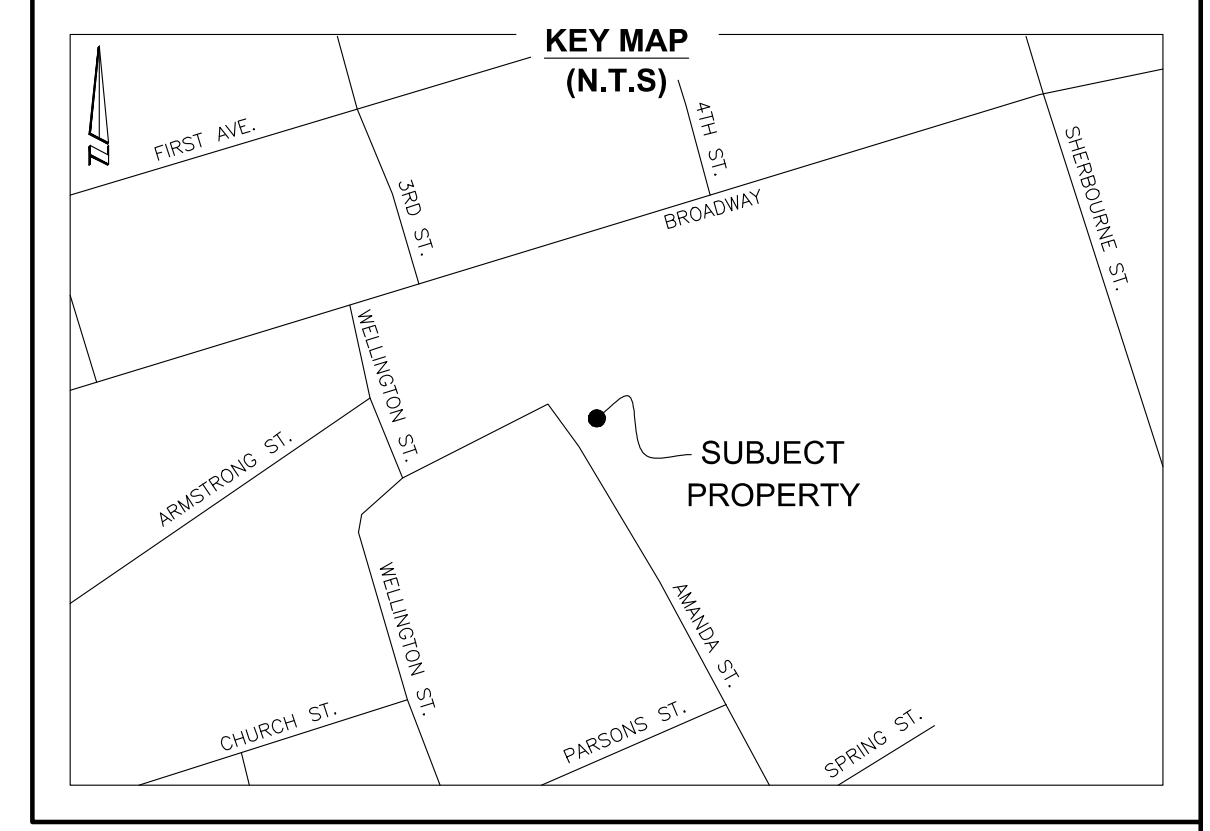 KEY MAP
(N.T.S)
FIRST AVE.
3RD ST.
4TH ST.
BROADWAY
SHERBOURNE ST.
WELLINGTON ST.
ARMSTRONG ST.
SUBJECT
PROPERTY
WELLINGTON ST.
AMANDA ST.
CHURCH ST.
PARSONS ST.
SPRING ST.